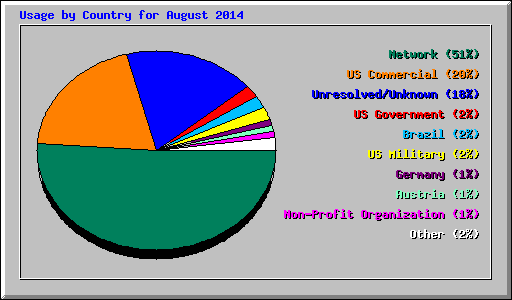 Usage by Country for August 2014
Network (51%)
US Commercial (20%)
Unresolved/Unknown (18%)
US Government (2%)
Brazil (2%)
US Military (2%)
Germany (1%)
Austria (1%)
Non-Profit Organization (1%)
Other (2%)